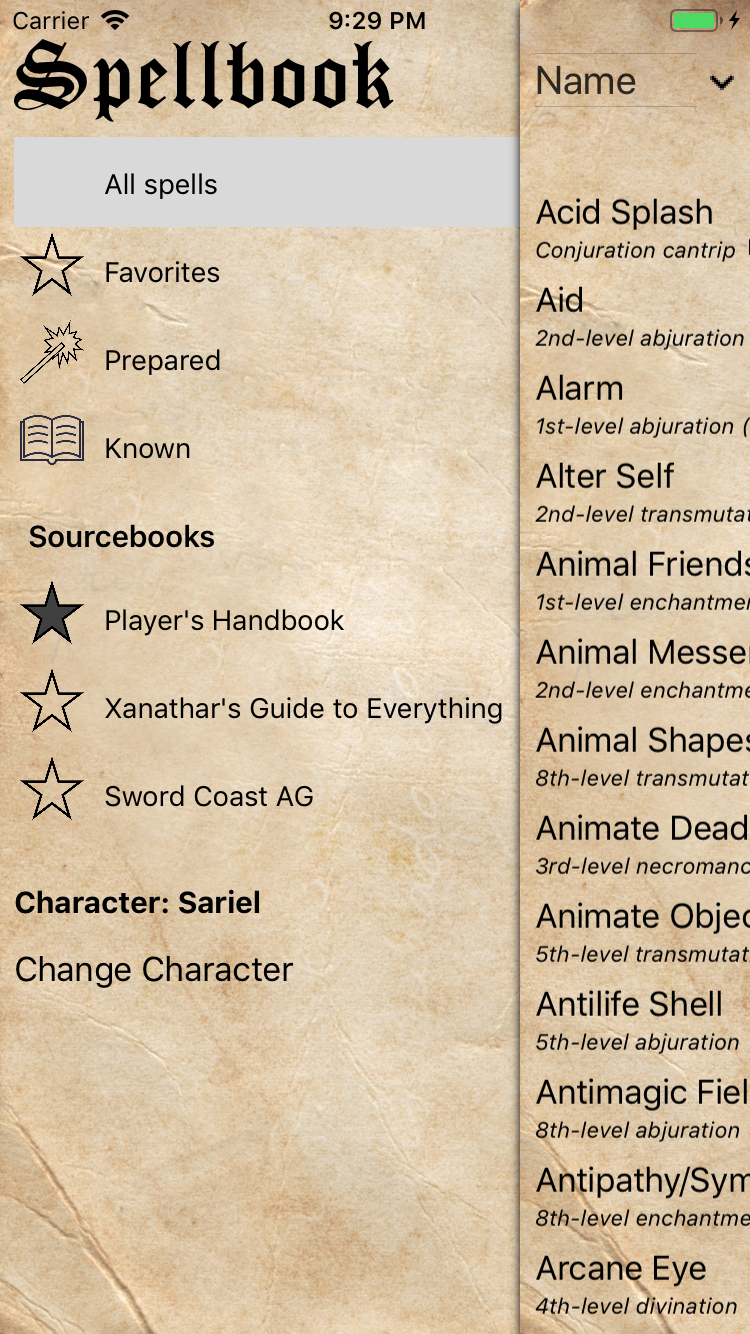 Carrier 9:29 PM
Spellbook
All spells
Favorites
Prepared
Known
Sourcebooks
Player's Handbook
Xanathar's Guide to Everything
Sword Coast AG
Character: Sariel
Change Character
Name
Acid Splash
Conjuration cantrip
Aid
2nd-level abjuration
Alarm
1st-level abjuration (
Alter Self
2nd-level transmutat
Animal Friends
1st-level enchantmen
Animal Messen
2nd-level enchantme
Animal Shapes
8th-level transmutat
Animate Dead
3rd-level necromanc
Animate Objec
5th-level transmutat
Antilife Shell
5th-level abjuration
Antimagic Fiel
8th-level abjuration
Antipathy/Sym
8th-level enchantme
Arcane Eye
4th-level divination